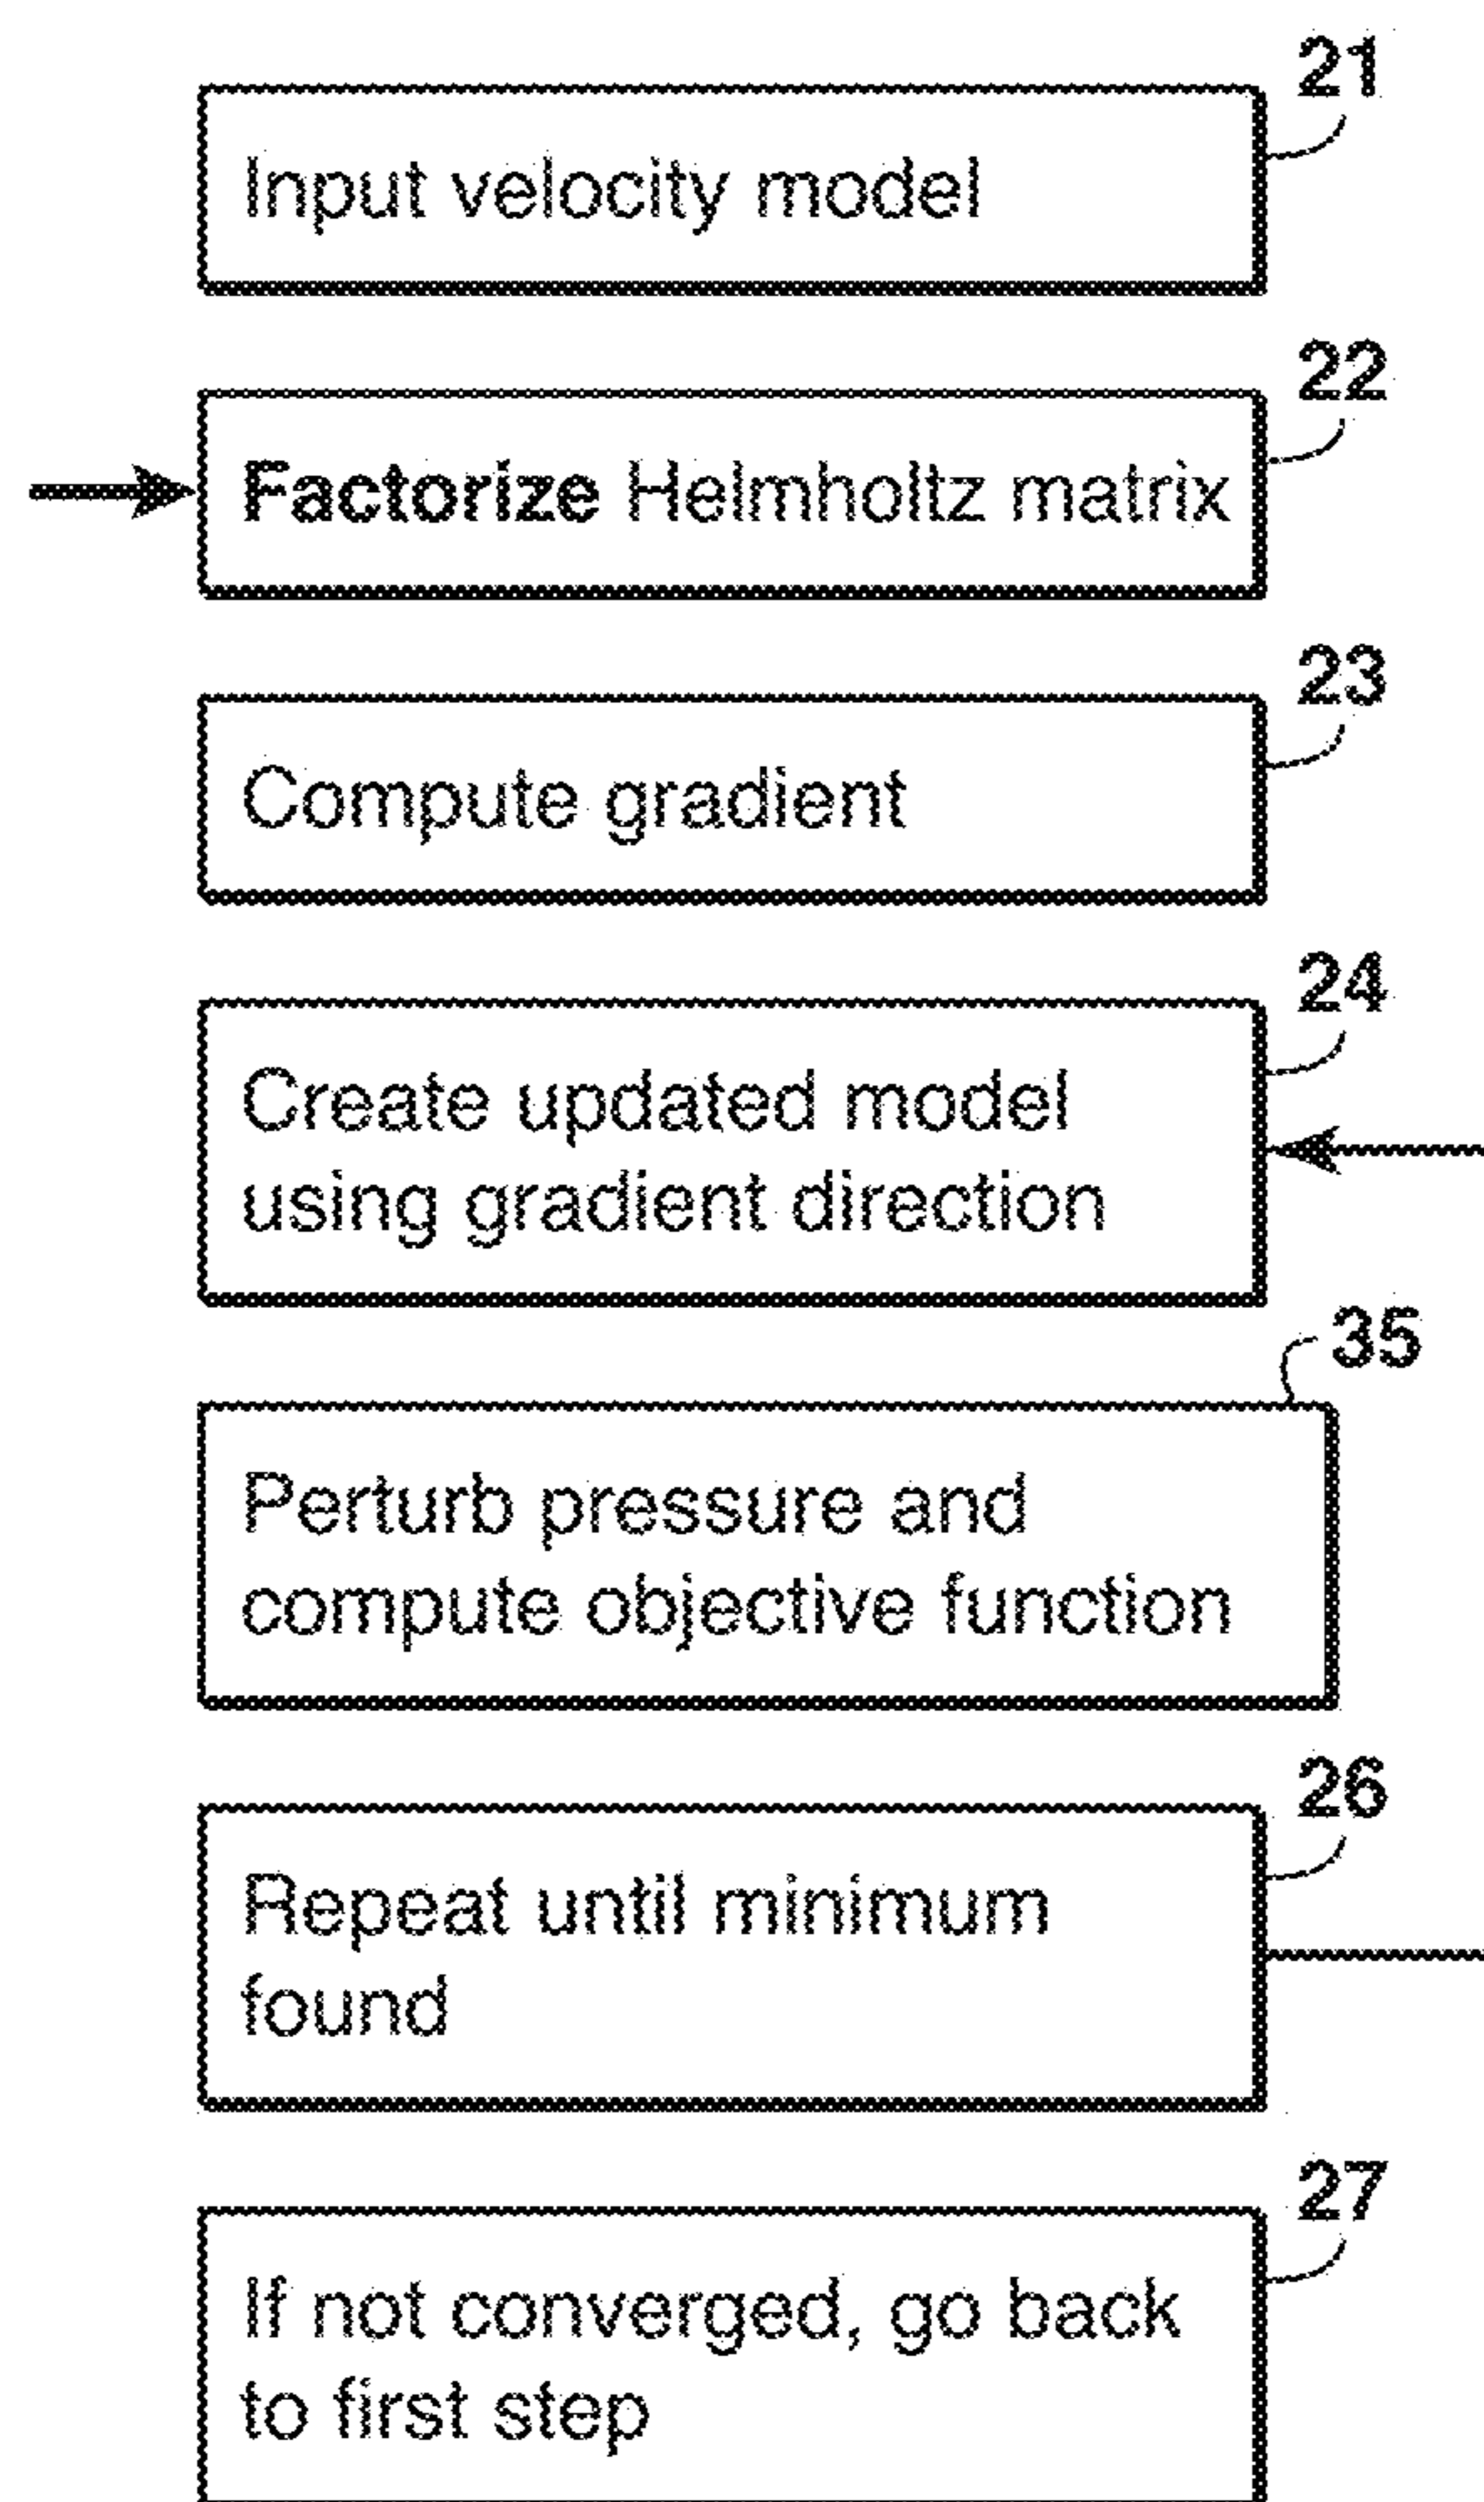 21
Input velocity model
22
Factorize Helmholtz matrix
23
Compute gradient
24
Create updated model
using gradient direction
35
Perturb pressure and
compute objective function
26
Repeat until minimum
found
27
If not converged, go back
to first step